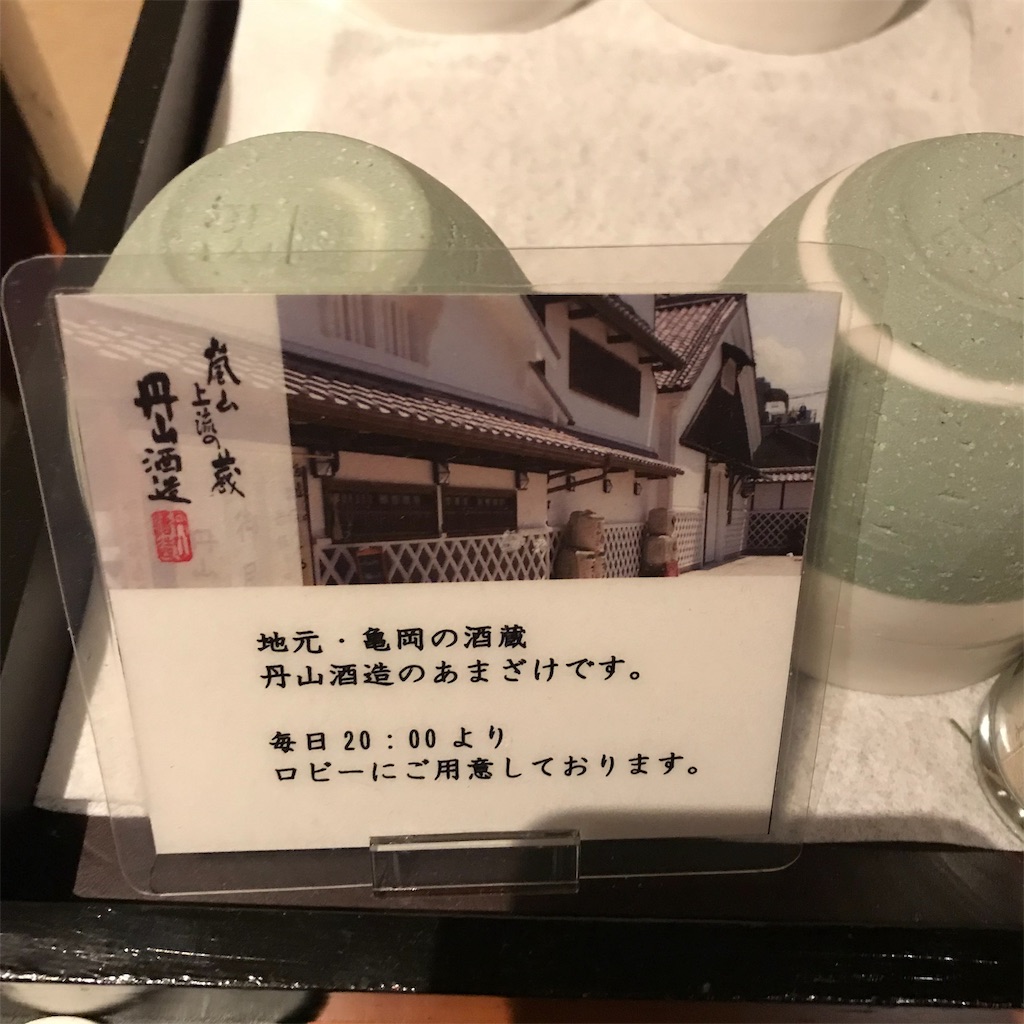 嵐山
上流の
蔵
丹山酒造
地元・亀岡の酒蔵
丹山酒造のあまざけです。
毎日20：00より
ロビーにご用意しております。